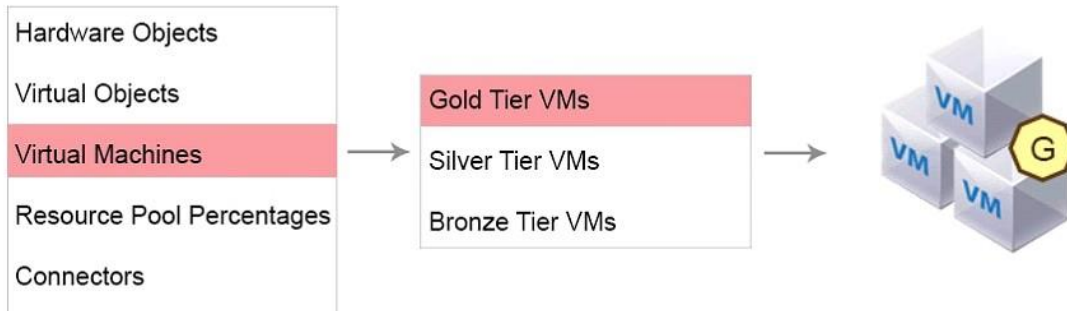 Hardware Objects
Virtual Objects
Virtual Machines
Resource Pool Percentages
Connectors
Gold Tier VMs
Silver Tier VMs
Bronze Tier VMs
VM
VM
VM
G